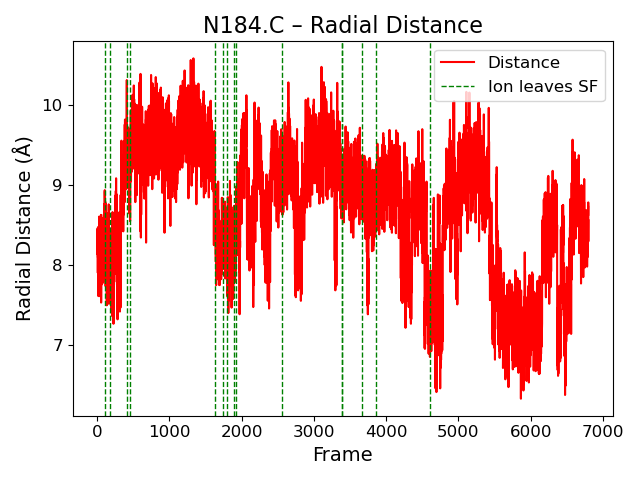 N184.C – Radial Distance
Distance
Ion leaves SF
Radial Distance (Å)
10
9
8
7
0 1000 2000 3000 4000 5000 6000 7000
Frame